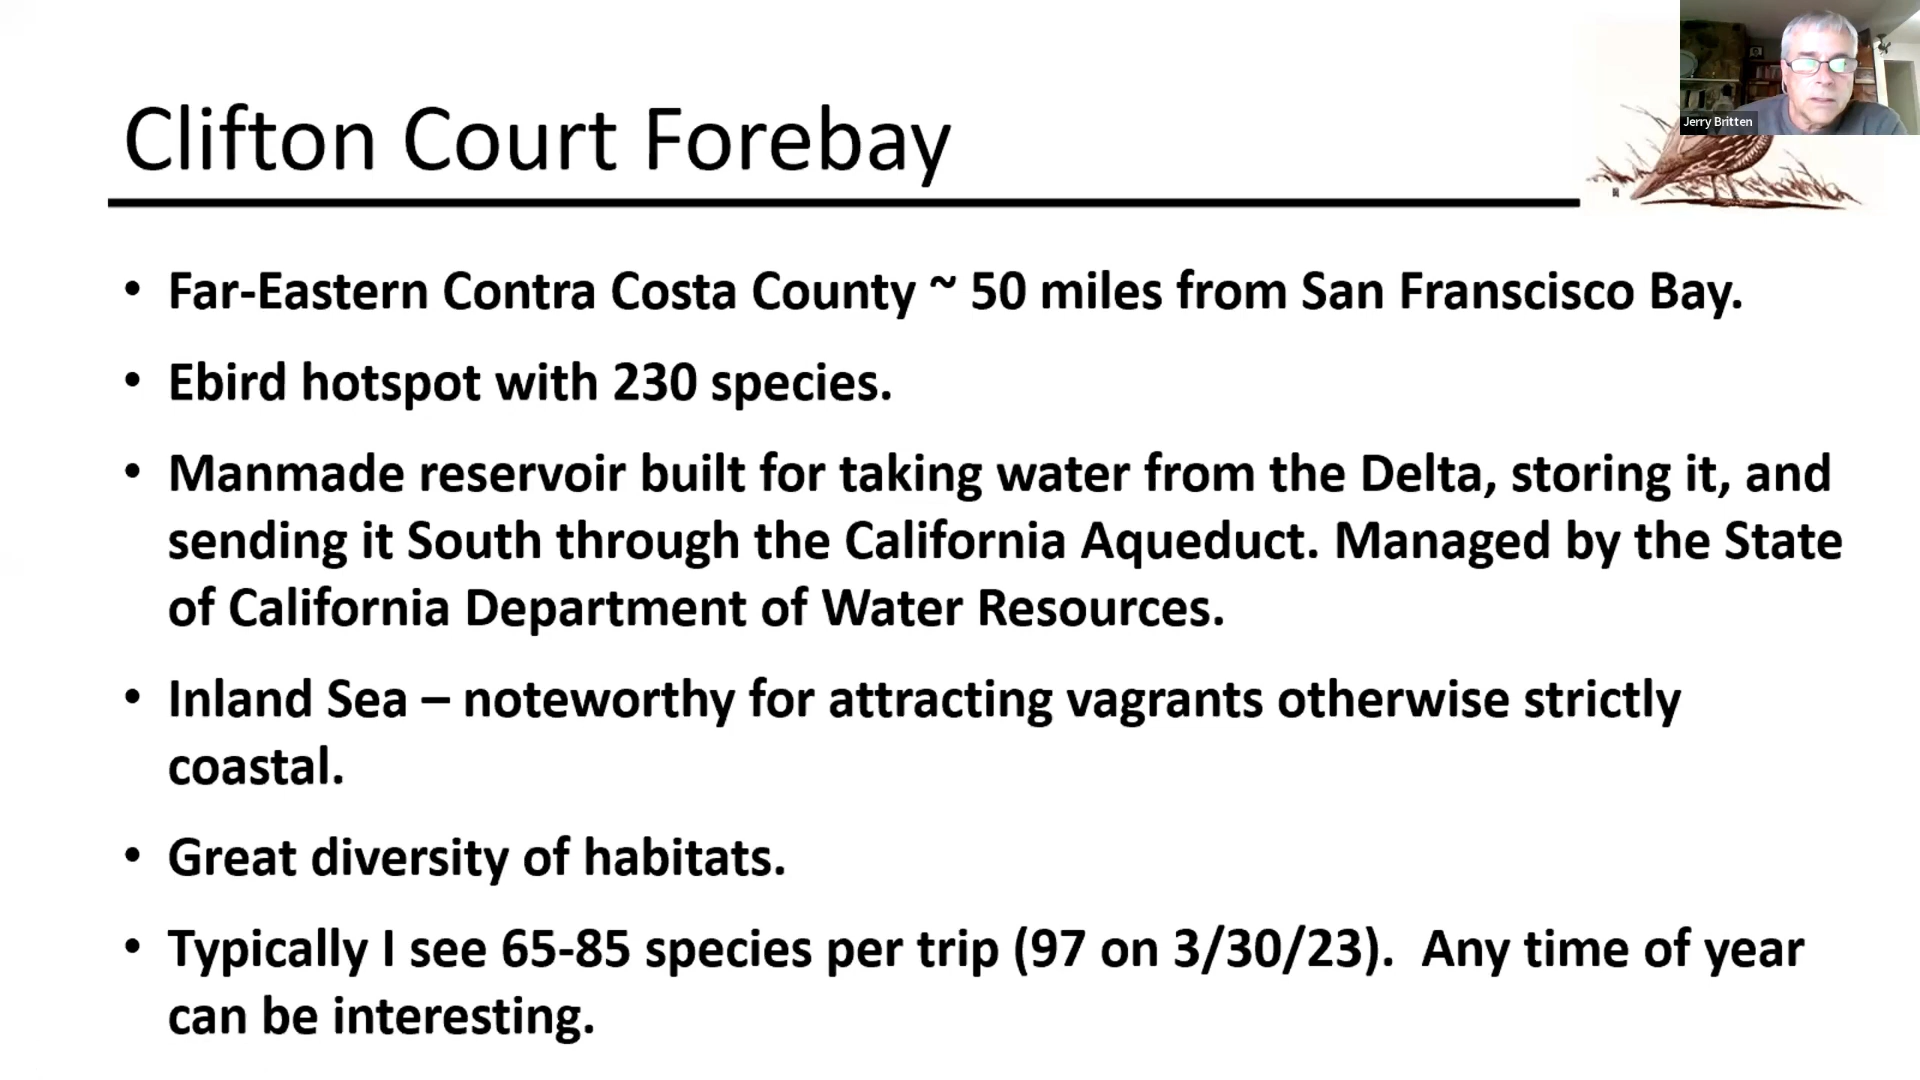 Jerry Britten
Clifton Court Forebay
• Far-Eastern Contra Costa County ~ 50 miles from San Franscisco Bay.
• Ebird hotspot with 230 species.
• Manmade reservoir built for taking water from the Delta, storing it, and
sending it South through the California Aqueduct. Managed by the State
of California Department of Water Resources.
• Inland Sea – noteworthy for attracting vagrants otherwise strictly
coastal.
• Great diversity of habitats.
• Typically I see 65-85 species per trip (97 on 3/30/23).  Any time of year
can be interesting.